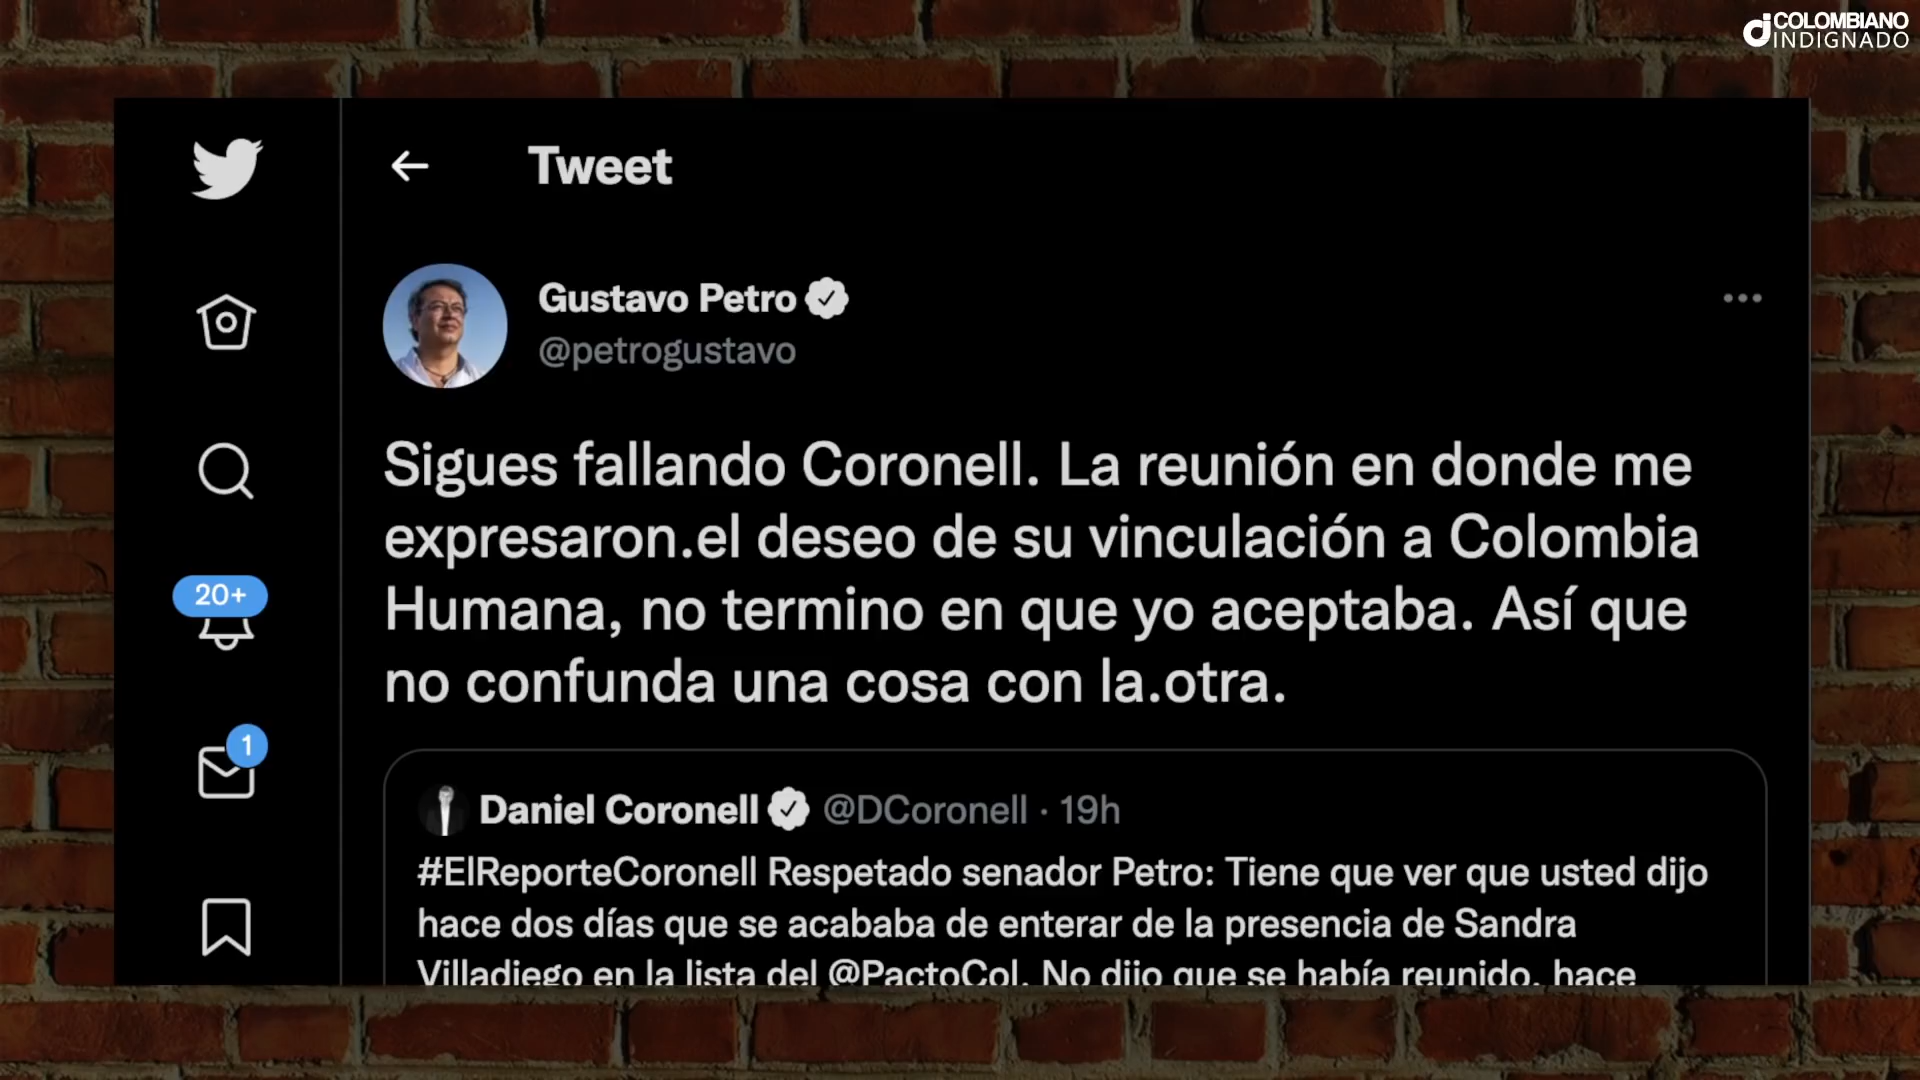 COLOMBIANO
INDIGNADO
Tweet
Gustavo Petro
@petrogustavo
Sigues fallando Coronell. La reunión en donde me
expresaron.el deseo de su vinculación a Colombia
Humana, no termino en que yo aceptaba. Así que
no confunda una cosa con la.otra.
20+
1
Daniel Coronell @DCoronell · 19h
#ElReporteCoronell Respetado senador Petro: Tiene que ver que usted dijo
hace dos días que se acababa de enterar de la presencia de Sandra
Villadiego en la lista del @PactoCol. No dijo que se había reunido, hace